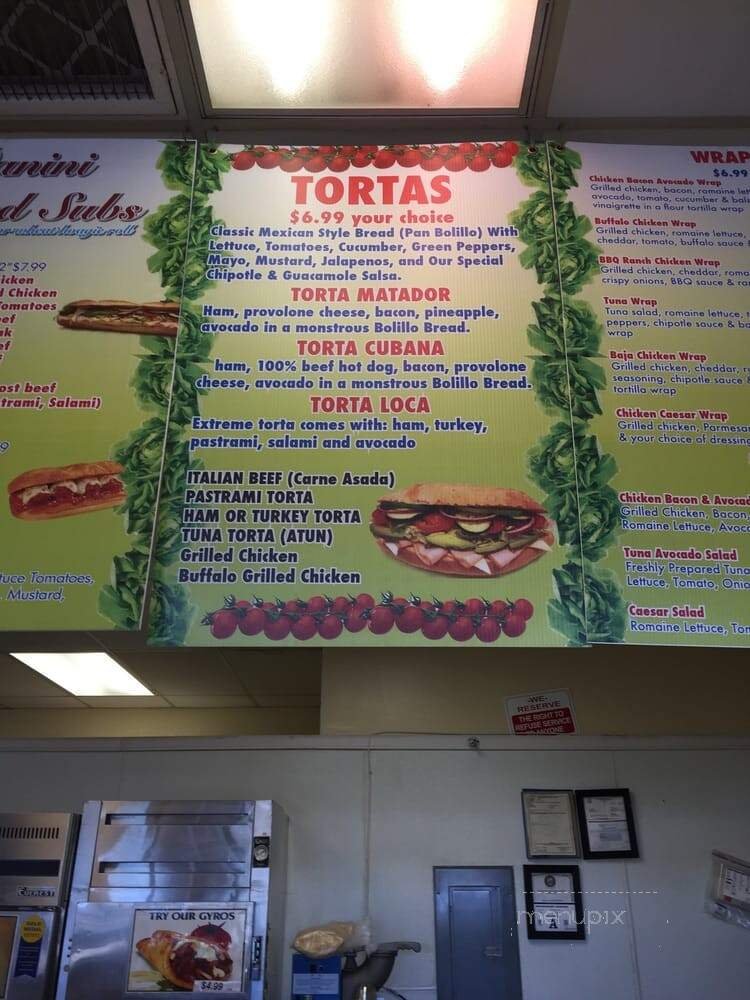 TORTAS
$6.99 your choice
Classic Mexican Style Bread (Pan Bolillo) With
Lettuce, Tomatoes, Cucumber, Green Peppers,
Mayo, Mustard, Jalapenos, and Our Special
Chipotle & Guacamole Salsa.
TORTA MATADOR
Ham, provolone cheese, bacon, pineapple,
avocado in a monstrous Bolillo Bread.
TORTA CUBANA
ham, 100% beef hot dog, bacon, provolone
cheese, avocado in a monstrous Bolillo Bread.
TORTA LOCA
Extreme torta comes with: ham, turkey,
pastrami, salami and avocado
ITALIAN BEEF (Carne Asada)
PASTRAMI TORTA
HAM OR TURKEY TORTA
TUNA TORTA (ATUN)
Grilled Chicken
Buffalo Grilled Chicken
Subs
2" $7.99
Chicken
Tomatoes
Salami)
Tomatoes,
Mustard,
WRAP
$6.99
Chicken Bacon Avocado Wrap
Grilled chicken, bacon, romaine
avocado, tomato, cucumber &
vinaigrette in a flour tortilla wrap
Buffalo Chicken Wrap
Grilled chicken, romaine lettuce,
cheddar, tomato, buffalo sauce
BBQ Ranch Chicken Wrap
Grilled chicken, cheddar,
crispy onions, BBQ sauce &
Tuna Wrap
Tuna salad, romaine lettuce,
peppers, chipotle sauce &
wrap
Baja Chicken Wrap
Grilled chicken, cheddar,
seasoning, chipotle sauce
tortilla wrap
Chicken Caesar Wrap
Grilled chicken,
& your choice of
Chicken Bacon &
Grilled Chicken, Bacon,
Romaine Lettuce,
Tuna Avocado Salad
Freshly Prepared Tuna
Lettuce, Tomato,
Caesar Salad
Romaine Lettuce,
-WE-
RESERVE
THE RIGHT TO
REFUSE SERVICE
TO ANYONE
EVEREST
TRY OUR GYROS
$4.99
A
menupix